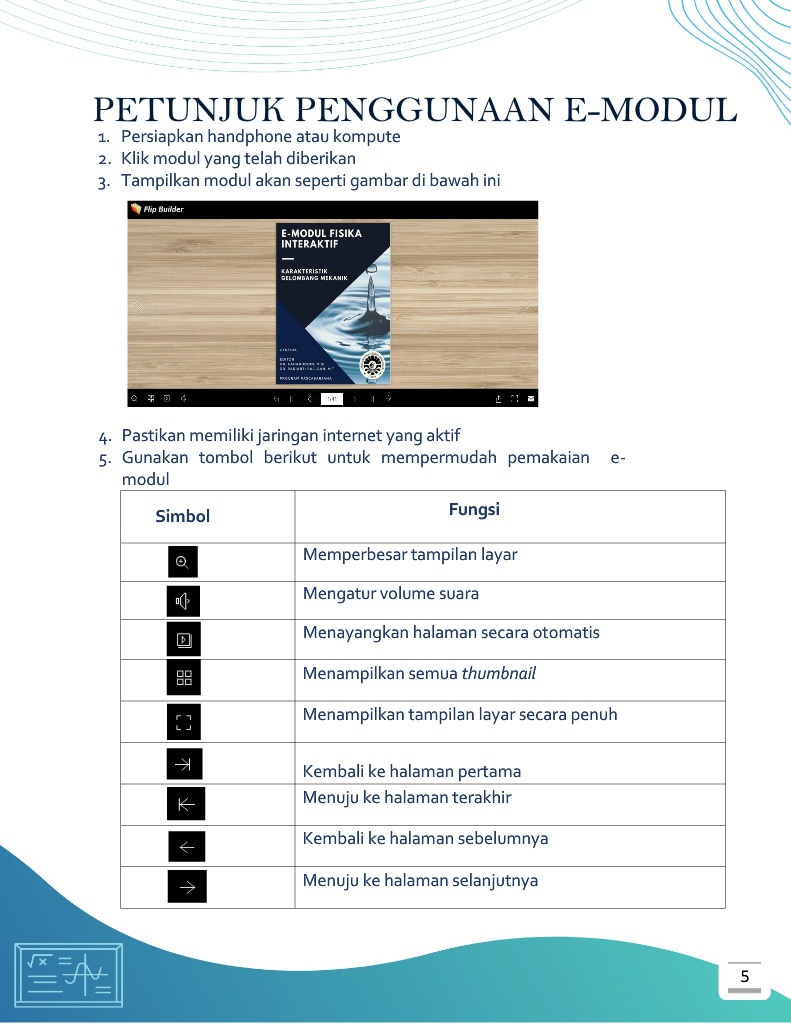 PETUNJUK PENGGUNAAN E-MODUL
1. Persiapkan handphone atau kompute
2. Klik modul yang telah diberikan
3. Tampilkan modul akan seperti gambar di bawah ini
Flip Builder
E-MODUL FISIKA
INTERAKTIF
KARAKTERISTIK
GELOMBANG MEKANIK
EDITOR
PROGRAM PASCASARJANA
4. Pastikan memiliki jaringan internet yang aktif
5. Gunakan tombol berikut untuk mempermudah pemakaian e-
modul
Simbol Fungsi
Memperbesar tampilan layar
Mengatur volume suara
Menayangkan halaman secara otomatis
Menampilkan semua thumbnail
Menampilkan tampilan layar secara penuh
Kembali ke halaman pertama
Menuju ke halaman terakhir
Kembali ke halaman sebelumnya
Menuju ke halaman selanjutnya
√x
5